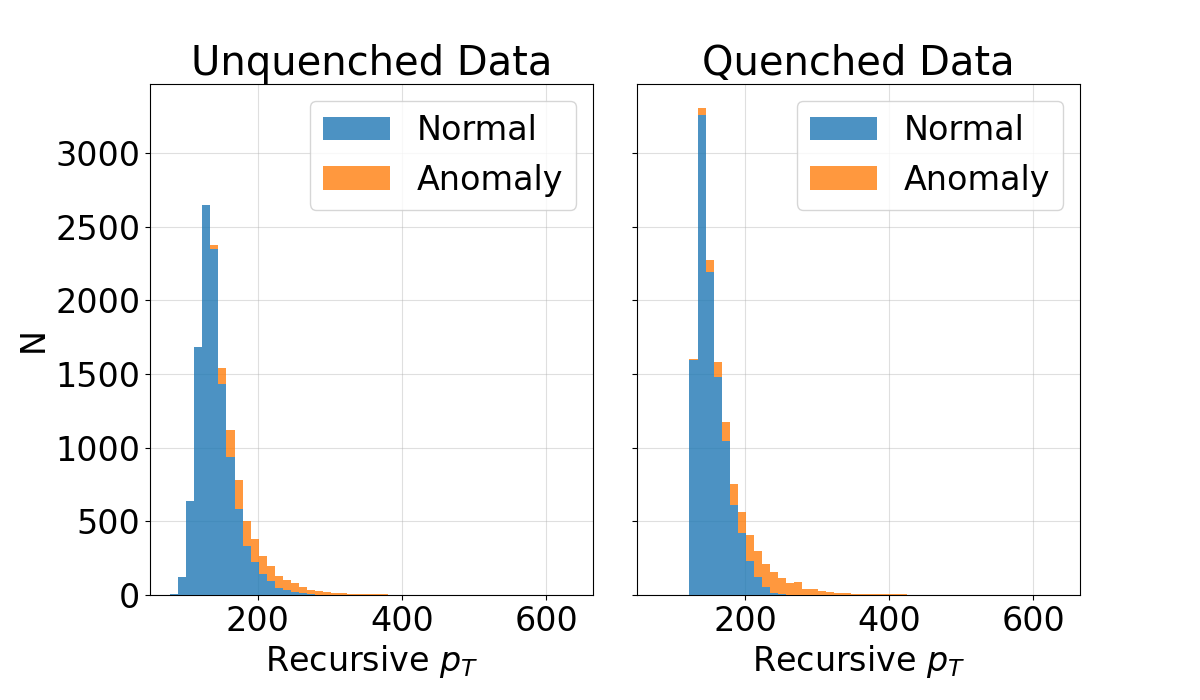 Unquenched Data
Normal
Anomaly
3000
2500
2000
1500
1000
500
0
N
200 400 600
Recursive p_T
Quenched Data
Normal
Anomaly
200 400 600
Recursive p_T